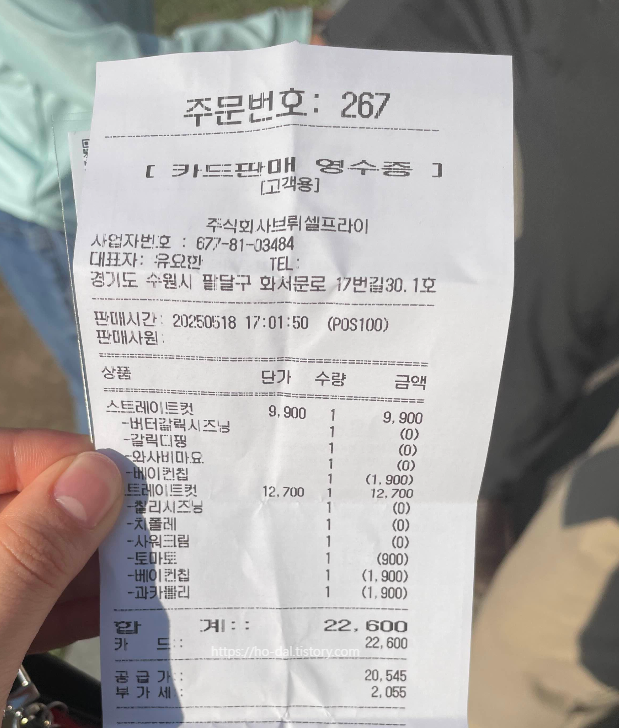 주문번호: 267
[ 카드판매 영수증 ]
[고객용]
주식회사브뤼셀프라이
사업자번호 : 677-81-03484
대표자: 유요한 TEL:
경기도 수원시 팔달구 화서문로 17번길30.1호
판매시간: 20250518 17:01:50 (POS100)
판매사원:
상품 단가 수량 금액
스트레이트컷 9,900 1 9,900
-버터갈릭시즈닝 1 (0)
-갈릭디핑 1 (0)
-와사비마요 1 (0)
-베이컨칩 1 (1,900)
트레이트컷 12,700 1 12,700
-칠리시즈닝 1 (0)
-치폴레 1 (0)
-사워크림 1 (0)
-토마토 1 (900)
-베이컨칩 1 (1,900)
-과카몰리 1 (1,900)
합 계:: 22,600
카 드:: 22,600
https://ho-dal.tistory.com
공급가: 20,545
부가세: 2,055